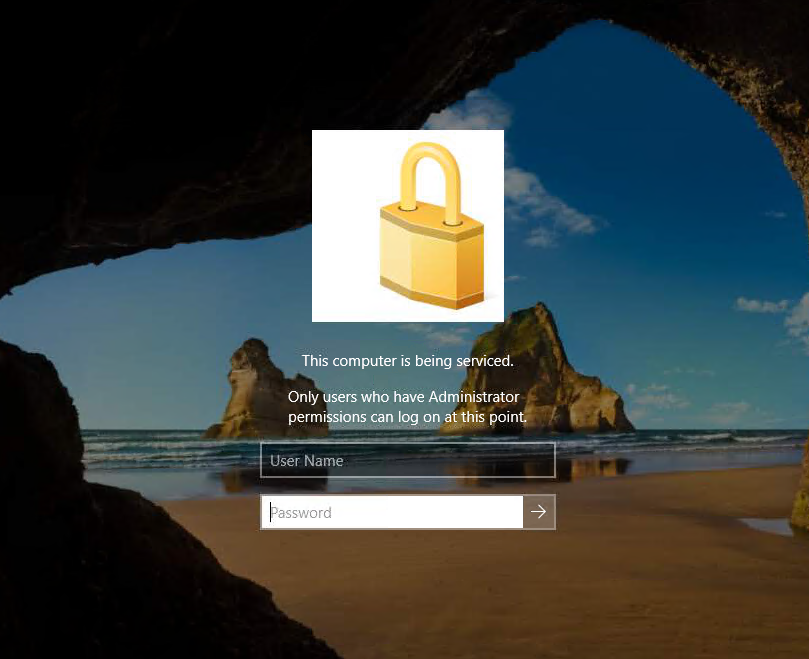 This computer is being serviced.
Only users who have Administrator
permissions can log on at this point.
User Name
Password